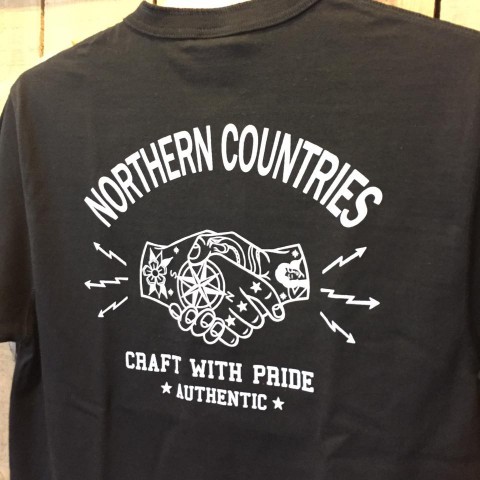 NORTHERN COUNTRIES
S
N
CRAFT WITH PRIDE
★ AUTHENTIC ★